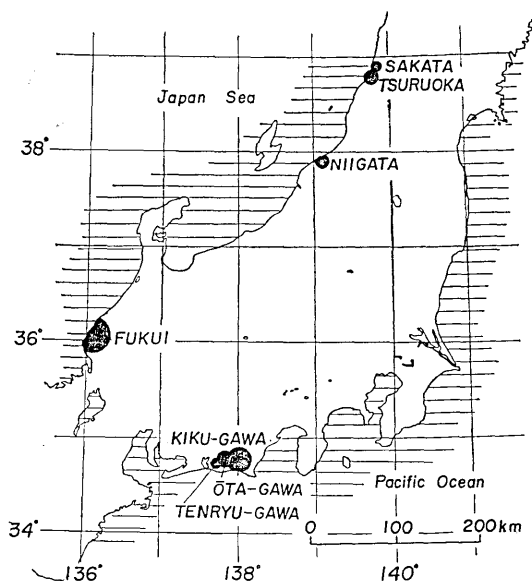 SAKATA
TSURUOKA
Japan Sea
38°
NIIGATA
36°
FUKUI
KIKU-GAWA
ŌTA-GAWA
TENRYU-GAWA
Pacific Ocean
34°
0 100 200km
136° 138° 140°